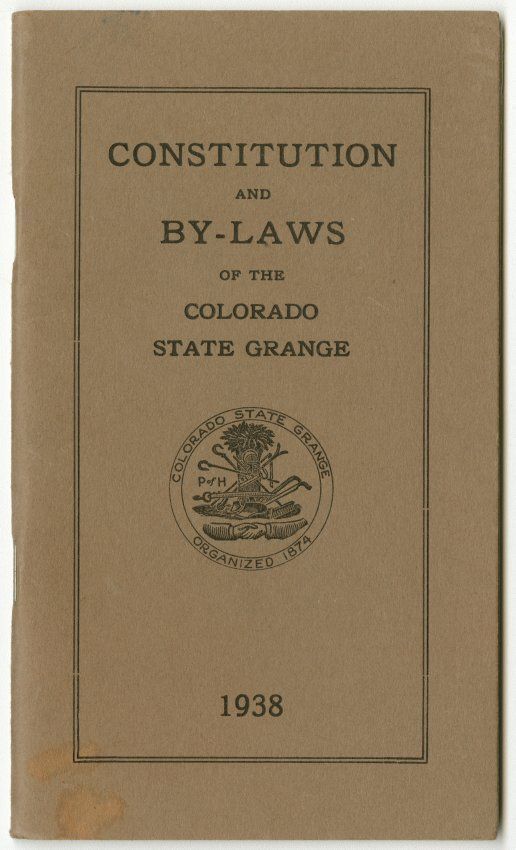 CONSTITUTION
AND
BY-LAWS
OF THE
COLORADO
STATE GRANGE
COLORADO STATE GRANGE
P of H
ORGANIZED 1874
1938